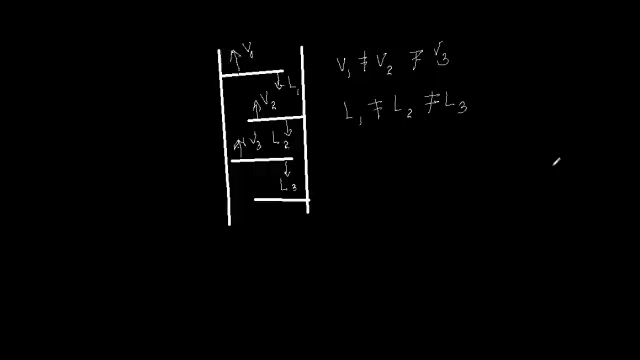 V₁ ≠ V₂ ≠ V₃
L₁ ≠ L₂ ≠ L₃
V₁
L₁
V₂
V₃ L₂
L₃